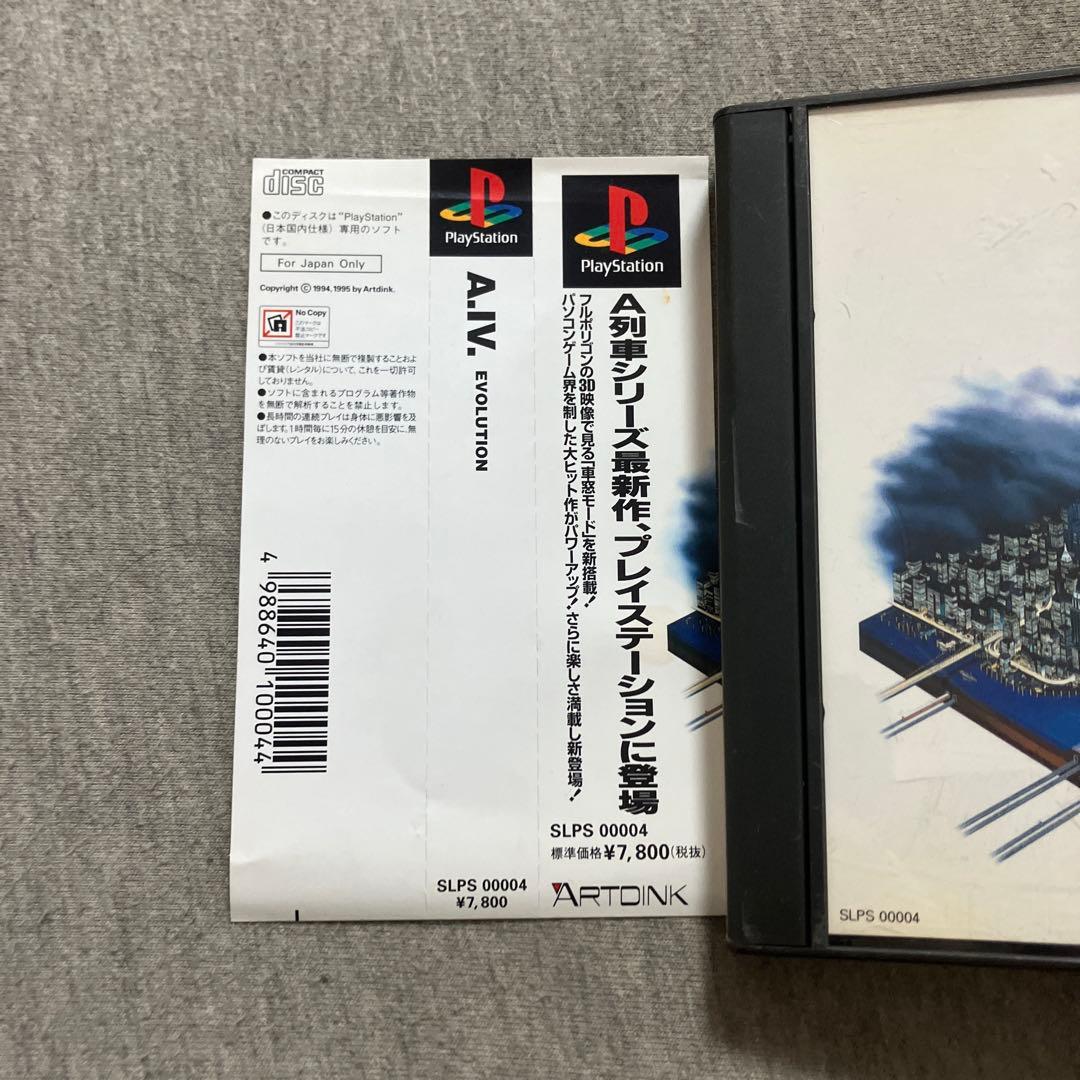 COMPACT
disc
●このディスクは"PlayStation"
(日本国内仕様)専用のソフト
です。
For Japan Only
Copyright © 1994,1995 by Artdink.
No Copy
●本ソフトを当社に無断で複製することおよ
び賃貸(レンタル)について、これを一切許可
しておりません。
●ソフトに含まれるプログラム等著作物
を無断で解析することを禁止します。
●長時間の連続プレイは身体に悪影響を及
ぼします。1時間毎に15分の休憩を目安に、無
理のないプレイをお楽しみください。
4 988640 100044
PlayStation
A.IV. EVOLUTION
SLPS 00004
¥7,800
PlayStation
A列車シリーズ最新作、プレイステーションに登場
フルポリゴンの3D映像で見る「車窓モード」を新搭載!
パソコンゲーム界を制した大ヒット作がパワーアップ!さらに楽しさ満載し新登場!
SLPS 00004
標準価格¥7,800(税抜)
ARTDINK
SLPS 00004